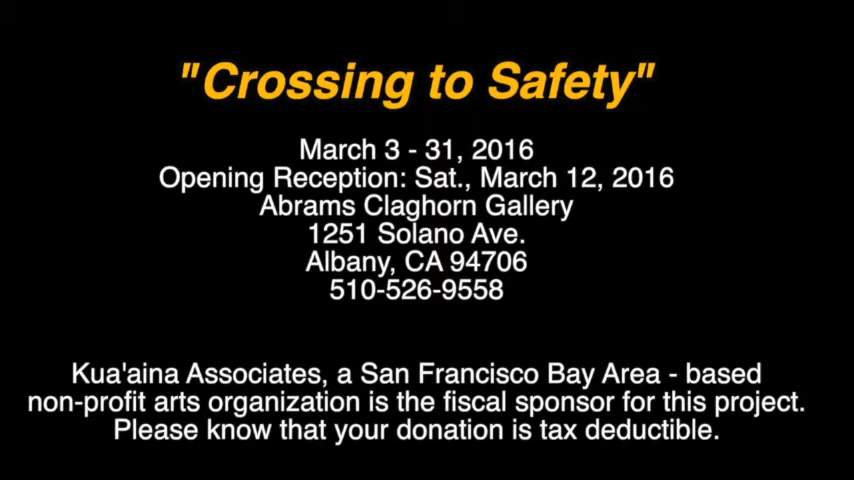 "Crossing to Safety"
March 3 - 31, 2016
Opening Reception: Sat., March 12, 2016
Abrams Claghorn Gallery
1251 Solano Ave.
Albany, CA 94706
510-526-9558
Kua'aina Associates, a San Francisco Bay Area - based
non-profit arts organization is the fiscal sponsor for this project.
Please know that your donation is tax deductible.